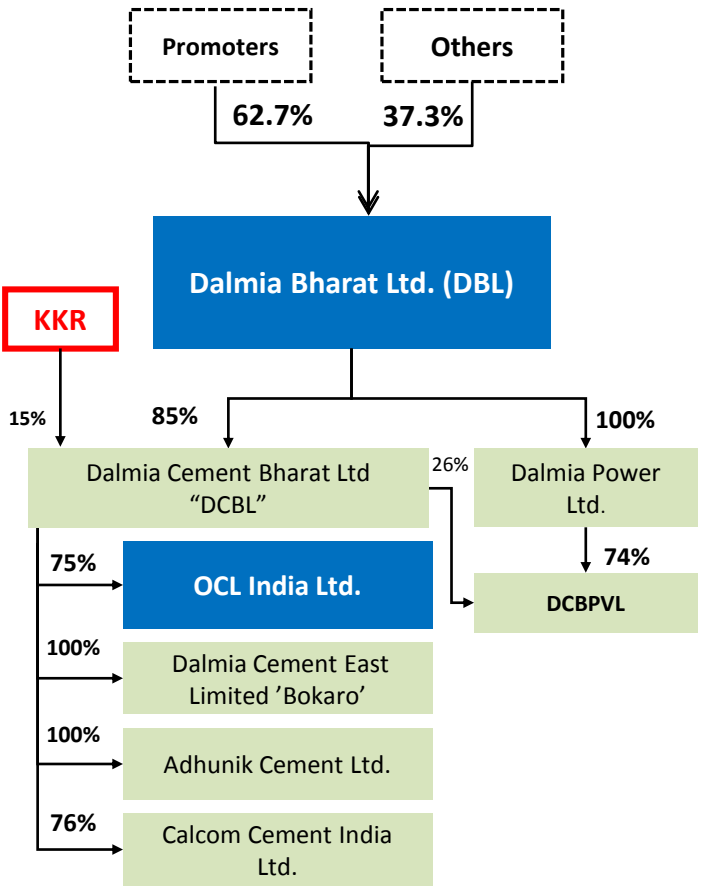 Promoters
Others
62.7%
37.3%
Dalmia Bharat Ltd. (DBL)
KKR
15%
85%
100%
Dalmia Cement Bharat Ltd
“DCBL”
26%
Dalmia Power
Ltd.
75%
OCL India Ltd.
74%
DCBPVL
100%
Dalmia Cement East
Limited ’Bokaro’
100%
Adhunik Cement Ltd.
76%
Calcom Cement India
Ltd.